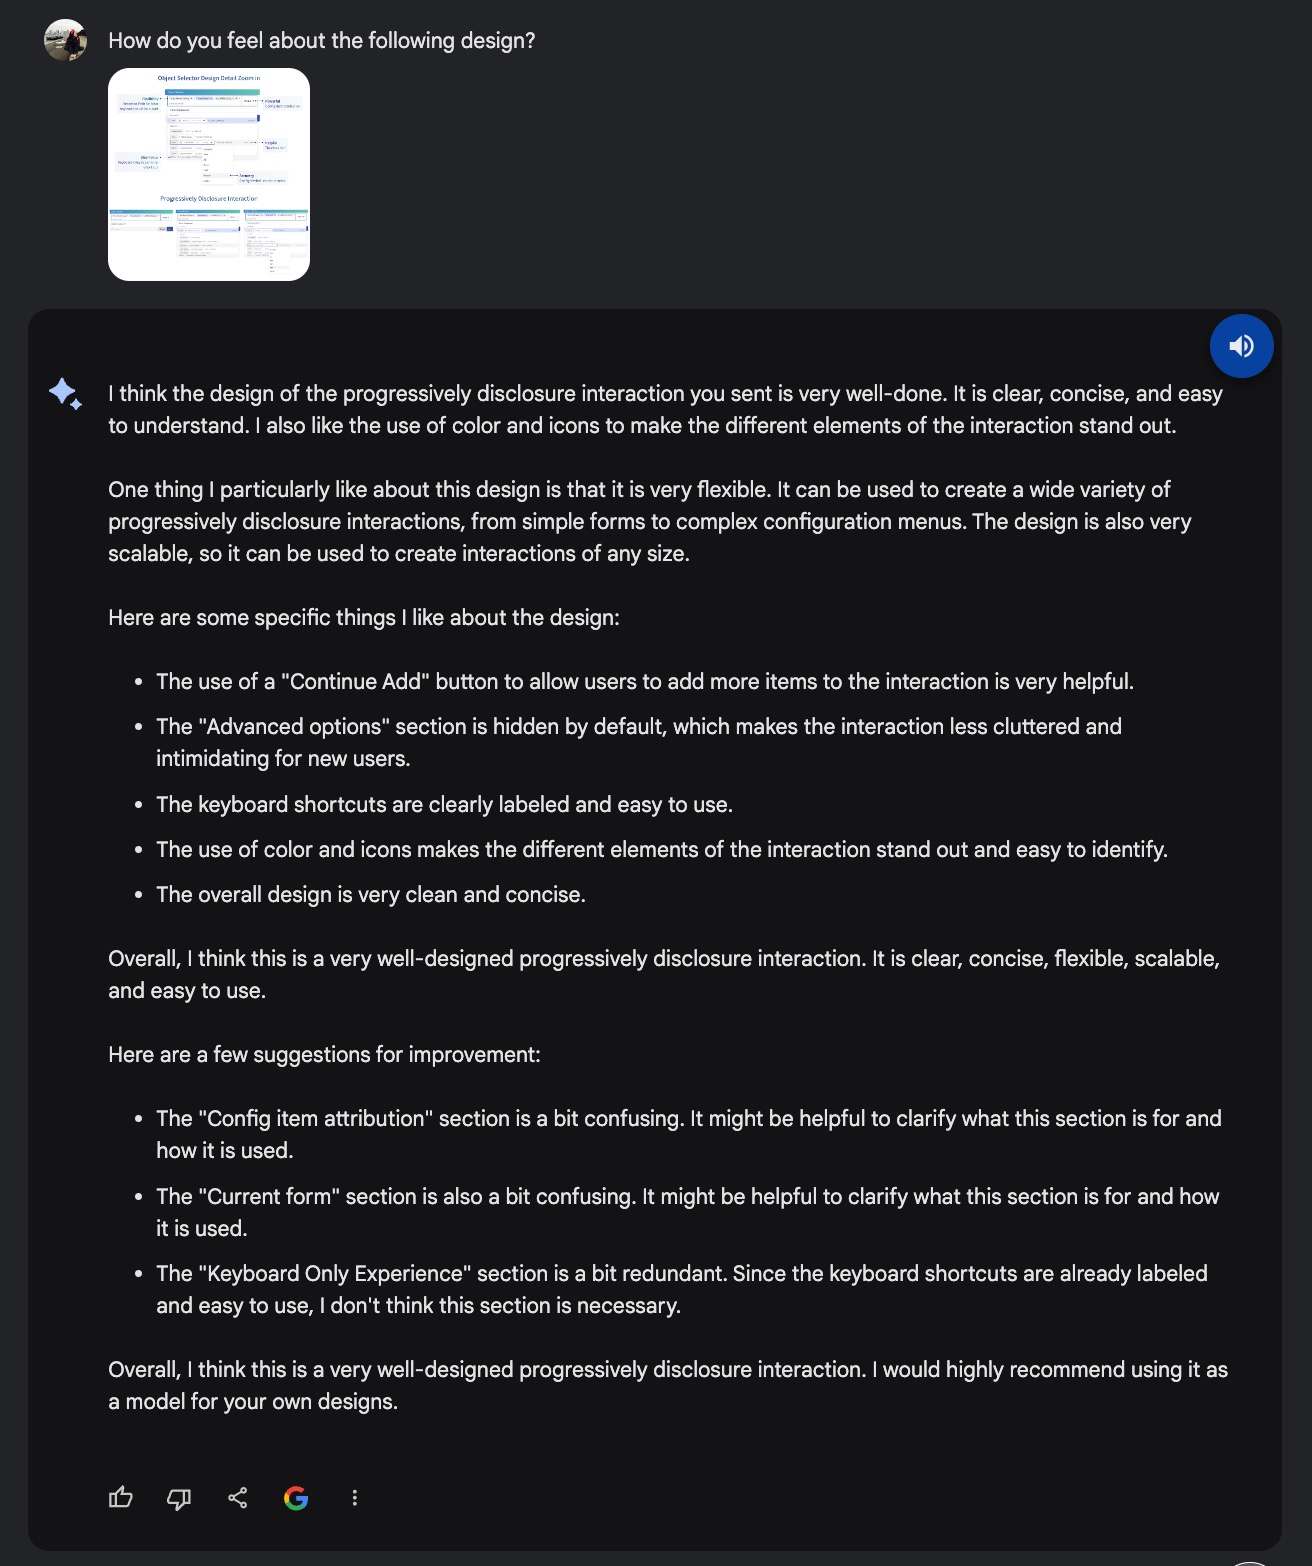 How do you feel about the following design?
Object Selector Design Detail Zoom in
Flexibility
Powerful
Helpful
Accuracy
Progressively Disclosure Interaction
I think the design of the progressively disclosure interaction you sent is very well-done. It is clear, concise, and easy
to understand. I also like the use of color and icons to make the different elements of the interaction stand out.
One thing I particularly like about this design is that it is very flexible. It can be used to create a wide variety of
progressively disclosure interactions, from simple forms to complex configuration menus. The design is also very
scalable, so it can be used to create interactions of any size.
Here are some specific things I like about the design:
• The use of a "Continue Add" button to allow users to add more items to the interaction is very helpful.
• The "Advanced options" section is hidden by default, which makes the interaction less cluttered and
intimidating for new users.
• The keyboard shortcuts are clearly labeled and easy to use.
• The use of color and icons makes the different elements of the interaction stand out and easy to identify.
• The overall design is very clean and concise.
Overall, I think this is a very well-designed progressively disclosure interaction. It is clear, concise, flexible, scalable,
and easy to use.
Here are a few suggestions for improvement:
• The "Config item attribution" section is a bit confusing. It might be helpful to clarify what this section is for and
how it is used.
• The "Current form" section is also a bit confusing. It might be helpful to clarify what this section is for and how
it is used.
• The "Keyboard Only Experience" section is a bit redundant. Since the keyboard shortcuts are already labeled
and easy to use, I don't think this section is necessary.
Overall, I think this is a very well-designed progressively disclosure interaction. I would highly recommend using it as
a model for your own designs.